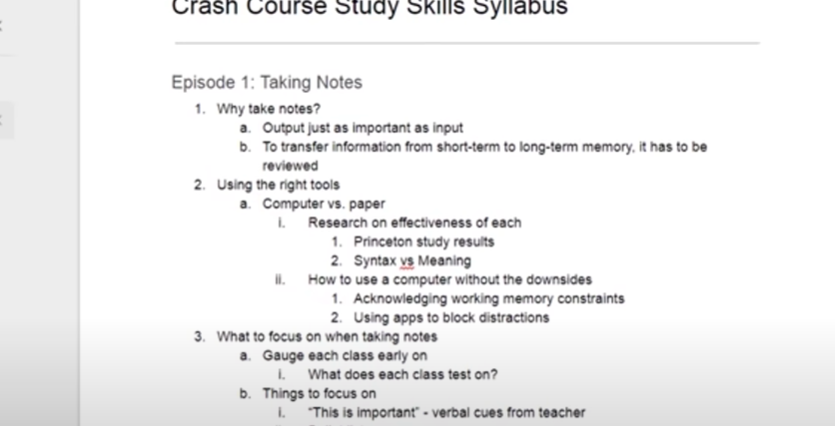 Crash Course Study Skills Syllabus
Episode 1: Taking Notes
1. Why take notes?
a. Output just as important as input
b. To transfer information from short-term to long-term memory, it has to be
reviewed
2. Using the right tools
a. Computer vs. paper
i. Research on effectiveness of each
1. Princeton study results
2. Syntax vs Meaning
ii. How to use a computer without the downsides
1. Acknowledging working memory constraints
2. Using apps to block distractions
3. What to focus on when taking notes
a. Gauge each class early on
i. What does each class test on?
b. Things to focus on
i. "This is important" - verbal cues from teacher